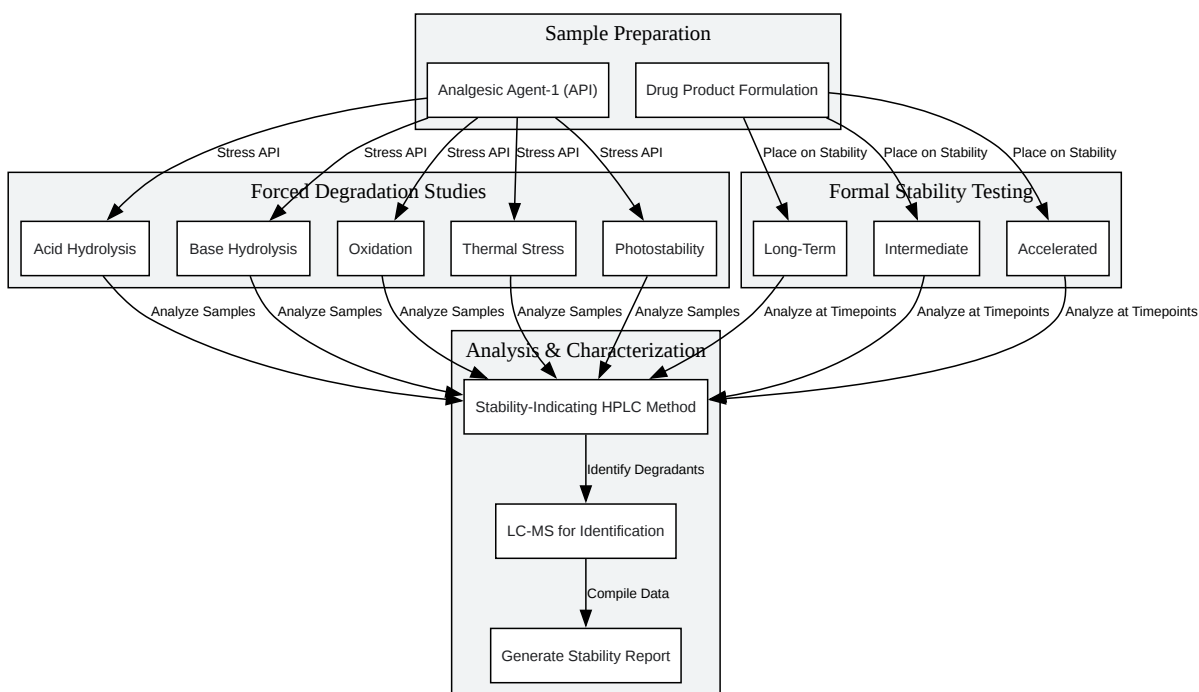 Sample Preparation
Analgesic Agent-1 (API)
Drug Product Formulation
Stress API
Stress API
Stress API
Stress API
Stress API
Place on Stability
Place on Stability
Place on Stability
Forced Degradation Studies
Formal Stability Testing
Acid Hydrolysis
Base Hydrolysis
Oxidation
Thermal Stress
Photostability
Long-Term
Intermediate
Accelerated
Analyze Samples
Analyze Samples
Analyze Samples
Analyze Samples
Analyze Samples
Analyze at Timepoints
Analyze at Timepoints
Analyze at Timepoints
Analysis & Characterization
Stability-Indicating HPLC Method
Identify Degradants
LC-MS for Identification
Compile Data
Generate Stability Report